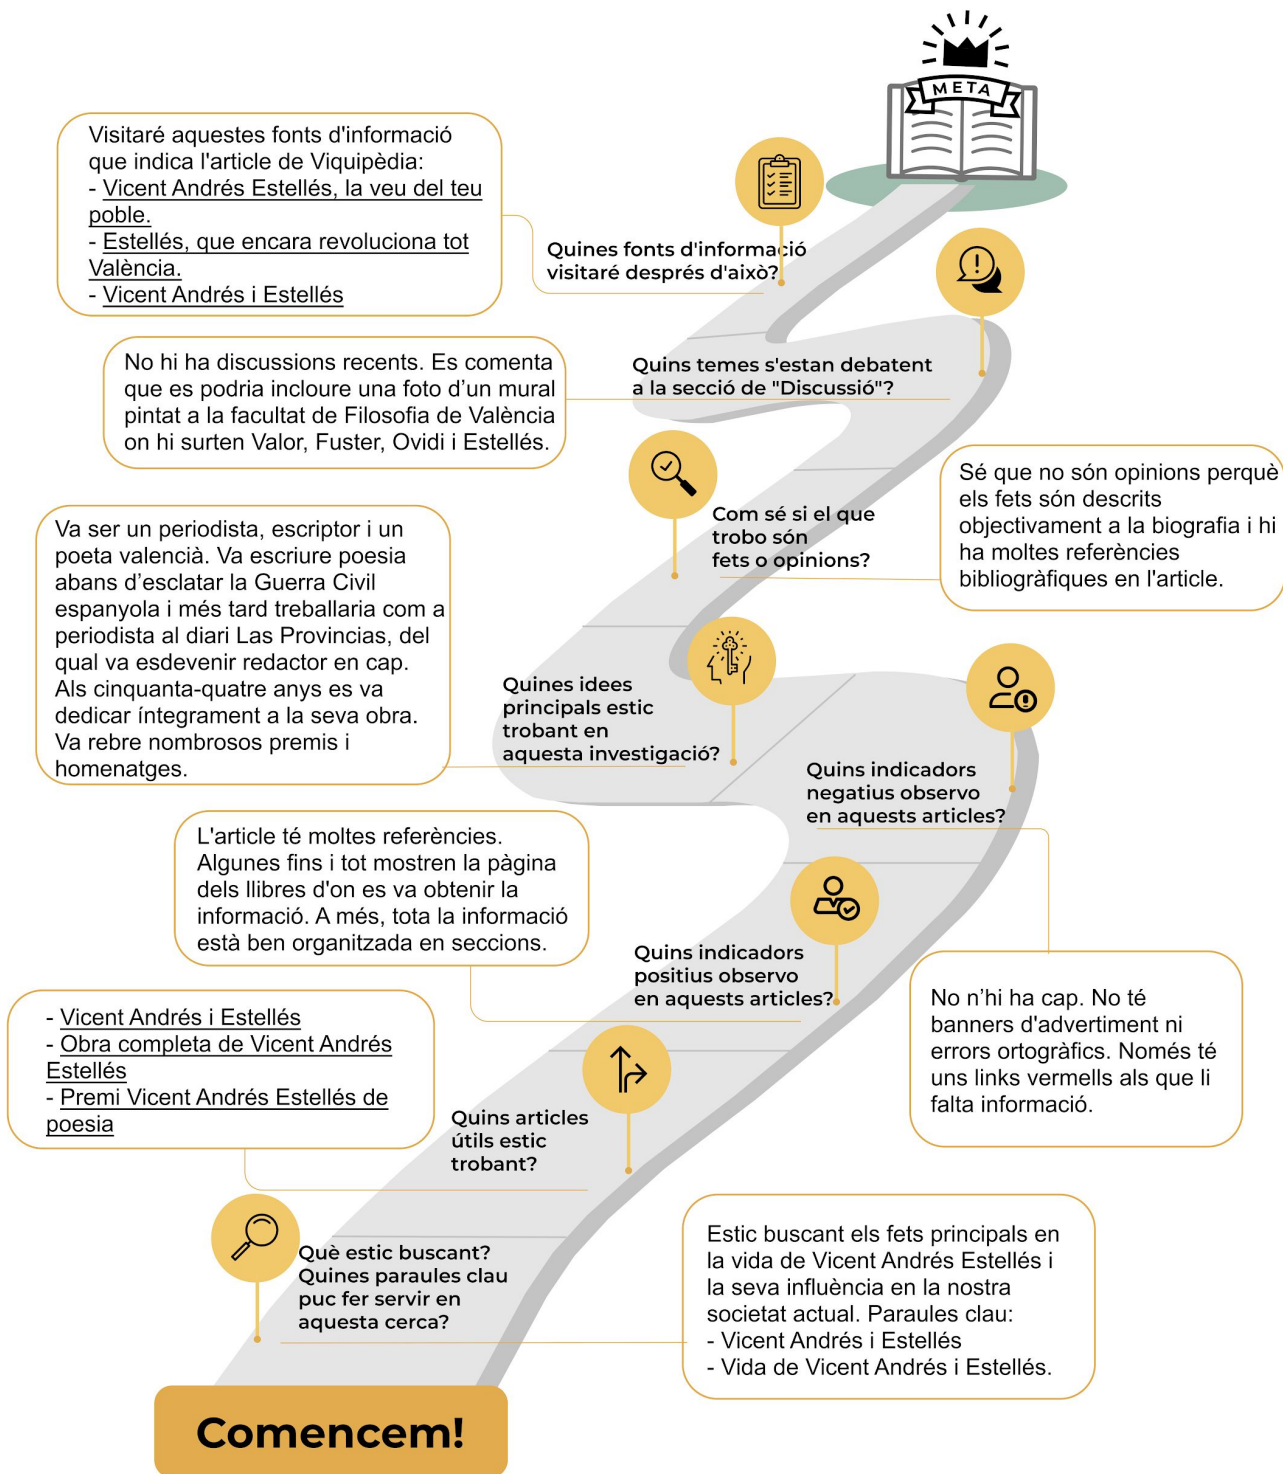 META
Visitaré aquestes fonts d'informació
que indica l'article de Viquipèdia:
- Vicent Andrés Estellés, la veu del teu
poble.
- Estellés, que encara revoluciona tot
València.
- Vicent Andrés i Estellés
Quines fonts d'informació
visitaré després d'això?
No hi ha discussions recents. Es comenta
que es podria incloure una foto d’un mural
pintat a la facultat de Filosofia de València
on hi surten Valor, Fuster, Ovidi i Estellés.
Quins temes s'estan debatent
a la secció de "Discussió"?
Sé que no són opinions perquè
els fets són descrits
objectivament a la biografia i hi
ha moltes referències
bibliogràfiques en l'article.
Com sé si el que
trobo són
fets o opinions?
Va ser un periodista, escriptor i un
poeta valencià. Va escriure poesia
abans d’esclatar la Guerra Civil
espanyola i més tard treballaria com a
periodista al diari Las Provincias, del
qual va esdevenir redactor en cap.
Als cinquanta-quatre anys es va
dedicar íntegrament a la seva obra.
Va rebre nombrosos premis i
homenatges.
Quines idees
principals estic
trobant en
aquesta investigació?
Quins indicadors
negatius observo
en aquests articles?
L'article té moltes referències.
Algunes fins i tot mostren la pàgina
dels llibres d'on es va obtenir la
informació. A més, tota la informació
està ben organitzada en seccions.
Quins indicadors
positius observo
en aquests articles?
No n’hi ha cap. No té
banners d'advertiment ni
errors ortogràfics. Només té
uns links vermells als que li
falta informació.
- Vicent Andrés i Estellés
- Obra completa de Vicent Andrés
Estellés
- Premi Vicent Andrés Estellés de
poesia
Quins articles
útils estic
trobant?
Què estic buscant?
Quines paraules clau
puc fer servir en
aquesta cerca?
Estic buscant els fets principals en
la vida de Vicent Andrés Estellés i
la seva influència en la nostra
societat actual. Paraules clau:
- Vicent Andrés i Estellés
- Vida de Vicent Andrés i Estellés.
Comencem!